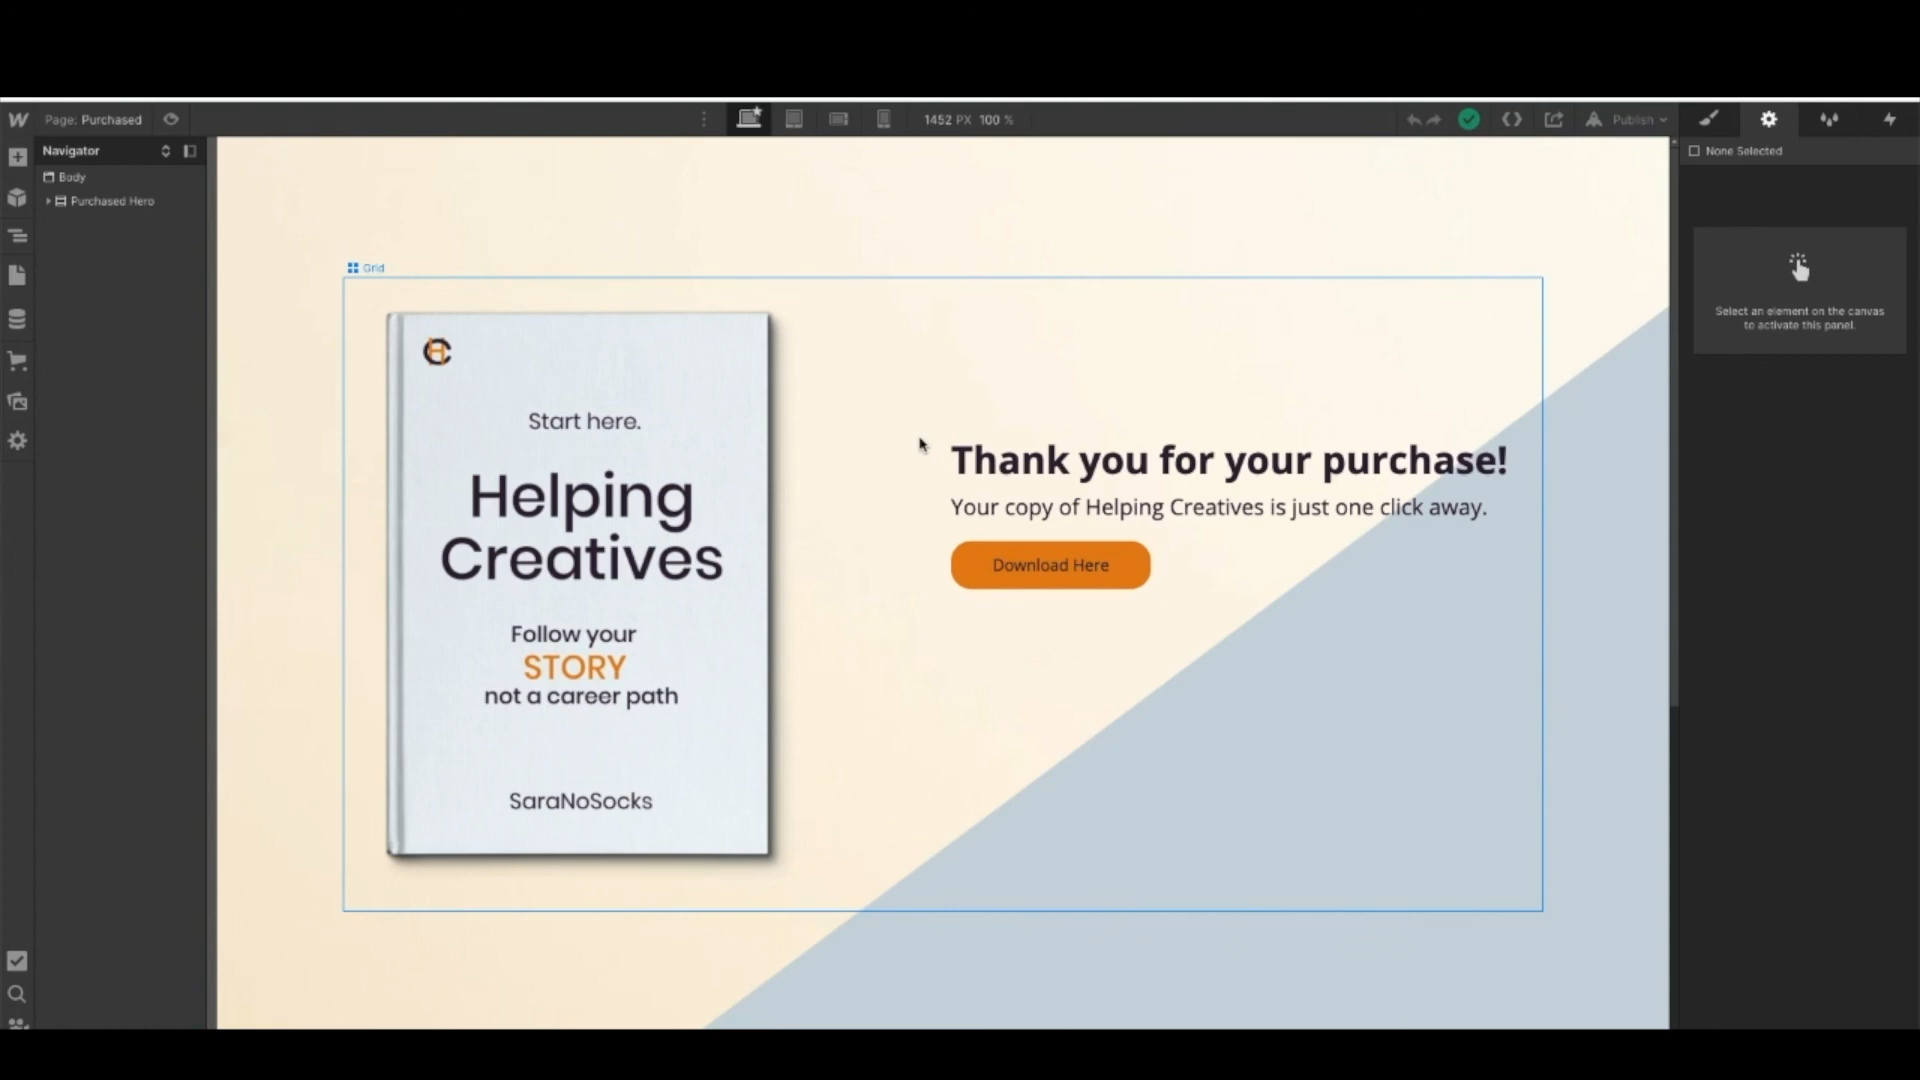 Page: Purchased
1452 PX 100 %
Publish
Navigator
None Selected
Body
Purchased Hero
Grid
Select an element on the canvas
to activate this panel.
Start here.
Helping
Creatives
Follow your
STORY
not a career path
SaraNoSocks
Thank you for your purchase!
Your copy of Helping Creatives is just one click away.
Download Here